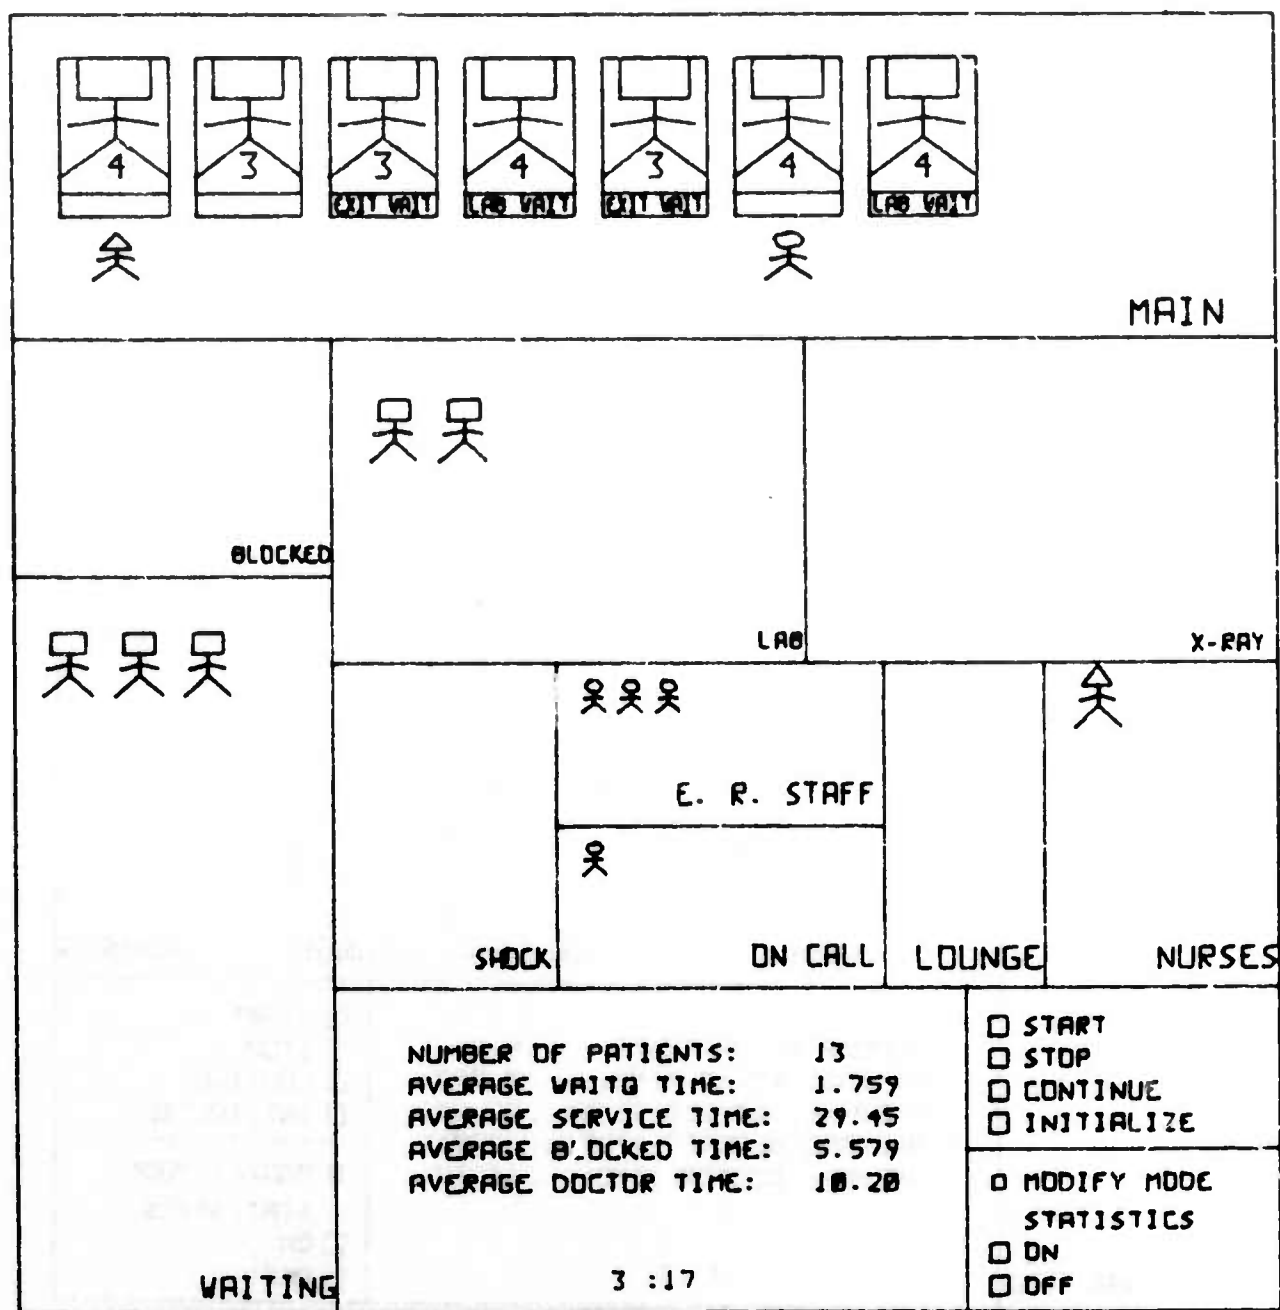 4 3 3 4 3 4 4
EXIT WAIT LAB WAIT EXIT WAIT LAB WAIT
MAIN
BLOCKED
LAB
X-RAY
E. R. STAFF
SHOCK
ON CALL
LOUNGE
NURSES
NUMBER OF PATIENTS: 13
AVERAGE WAITQ TIME: 1.759
AVERAGE SERVICE TIME: 29.45
AVERAGE BLOCKED TIME: 5.579
AVERAGE DOCTOR TIME: 10.20
START
STOP
CONTINUE
INITIALIZE
MODIFY MODE
STATISTICS
ON
OFF
WAITING
3 :17